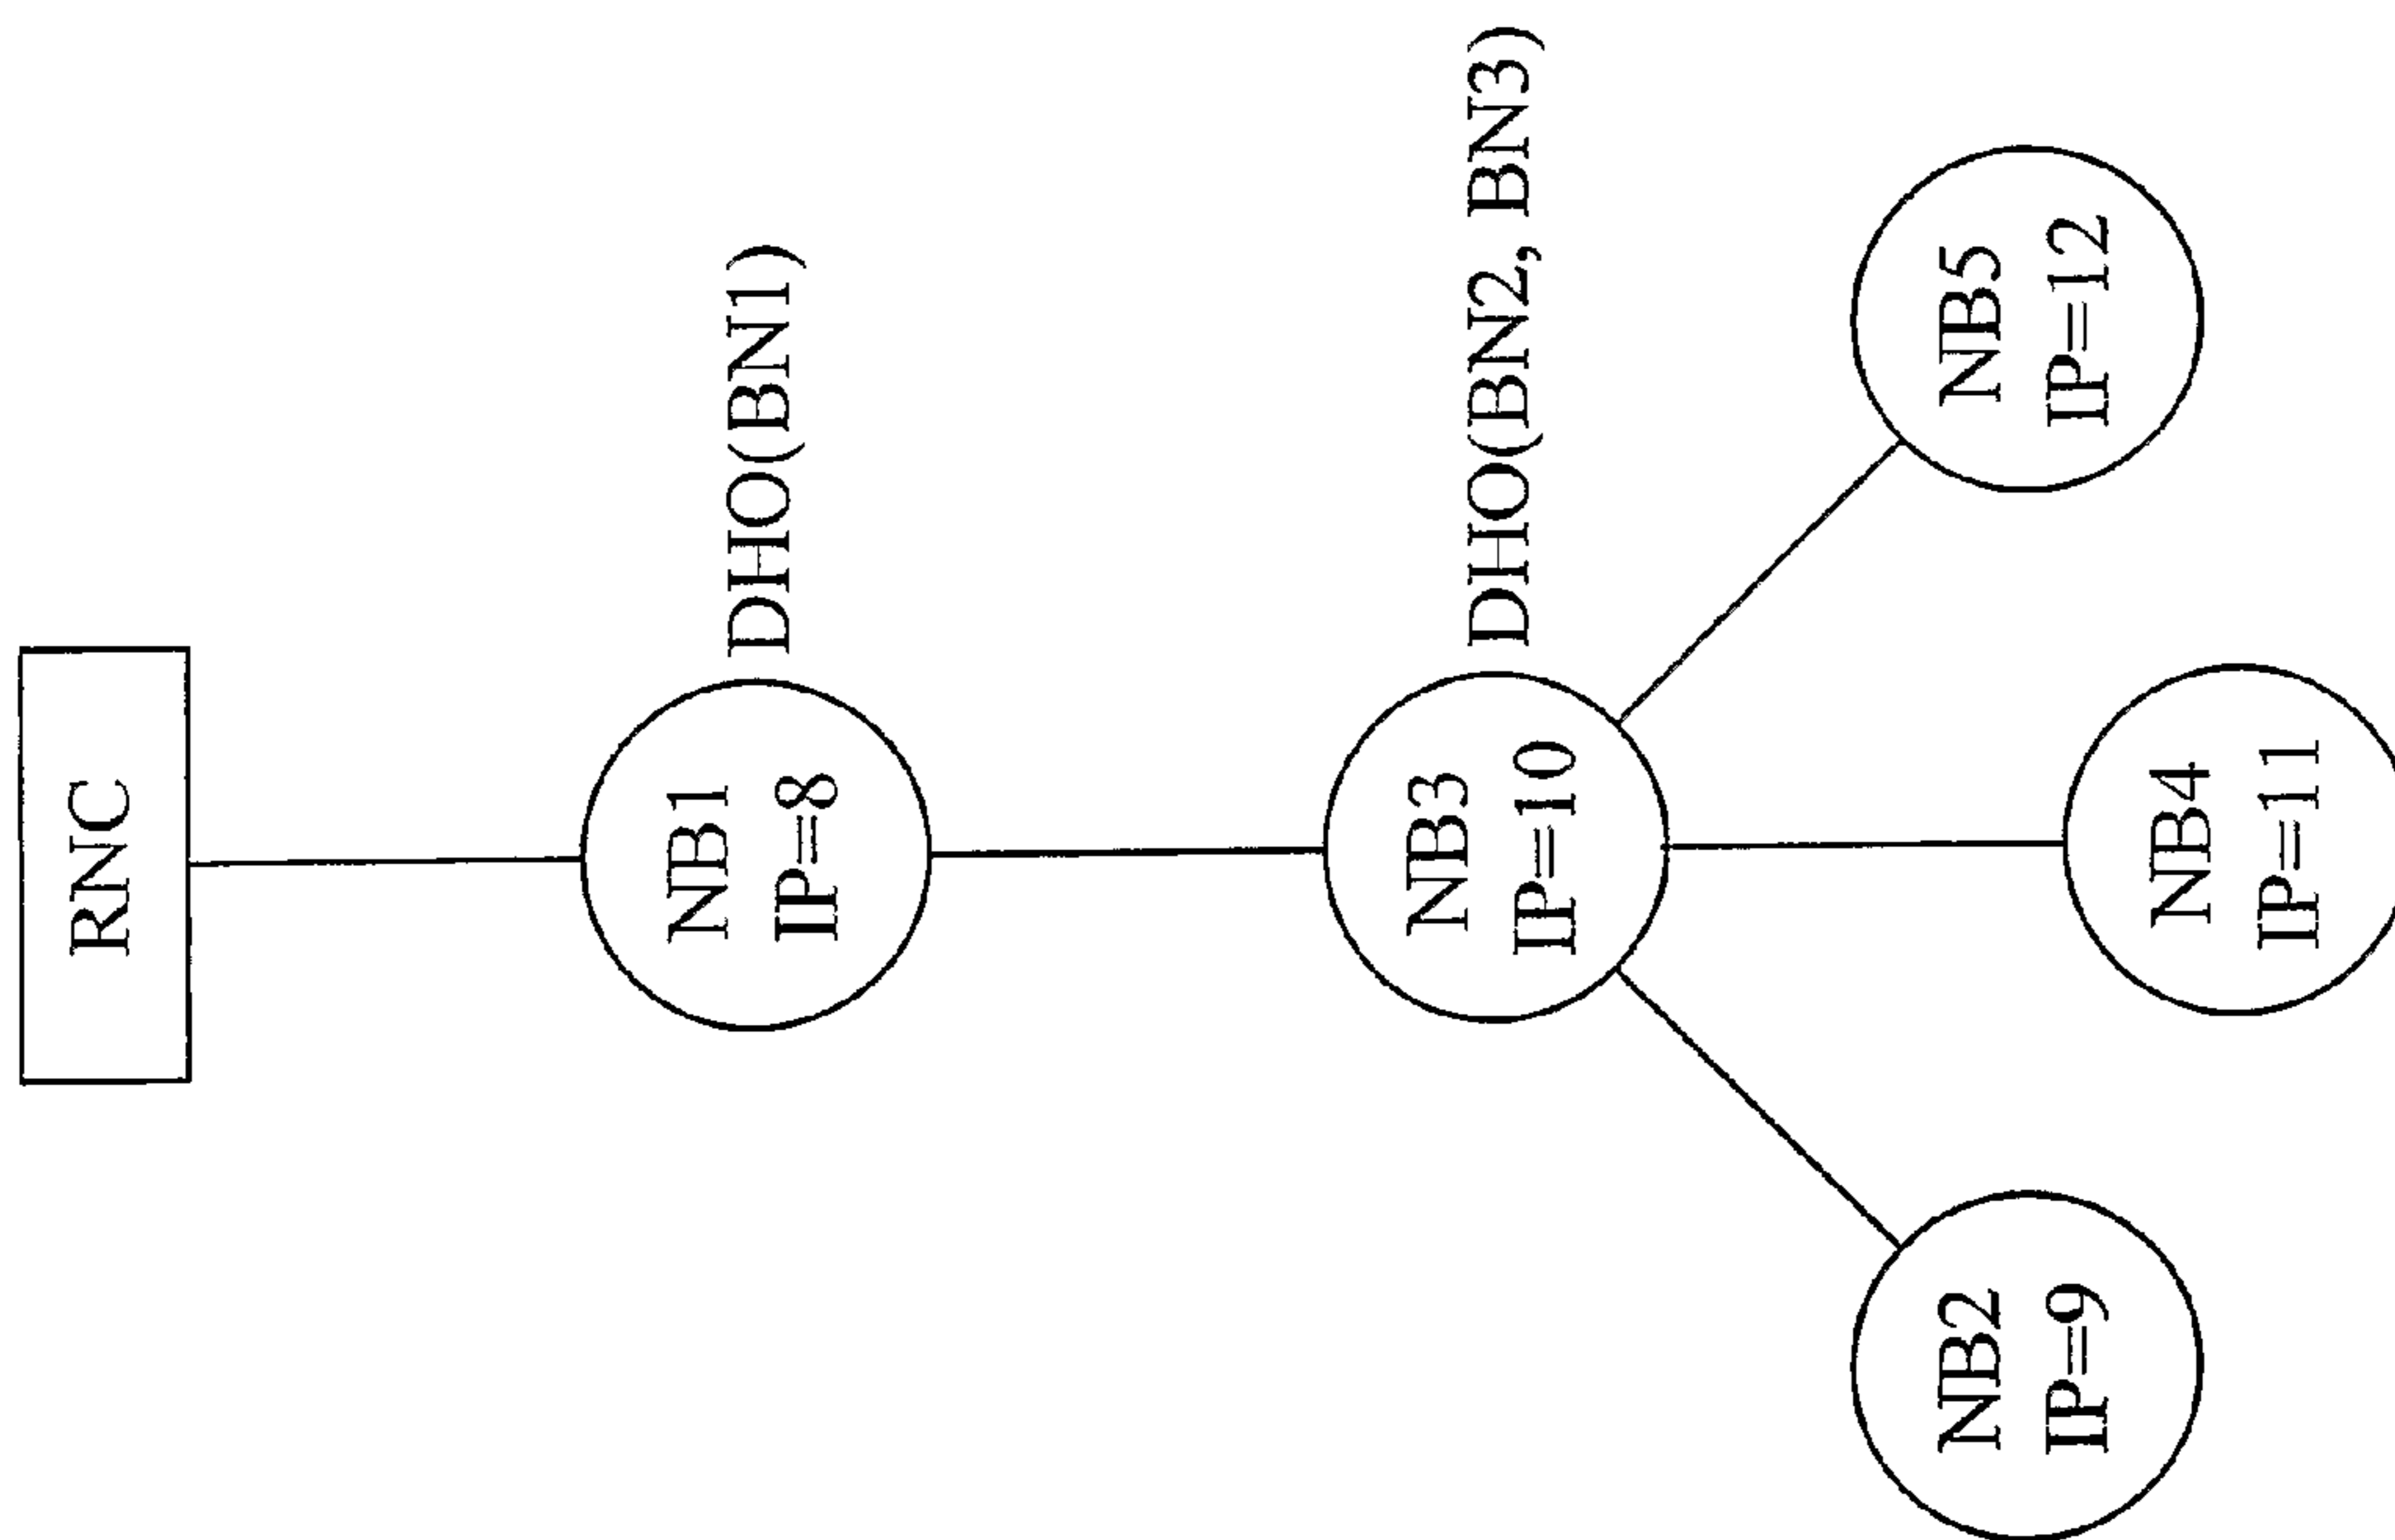 RNC
NB1
IP=8
DHO(BN1)
NB3
IP=10
DHO(BN2, BN3)
NB2
IP=9
NB5
IP=12
NB4
IP=11